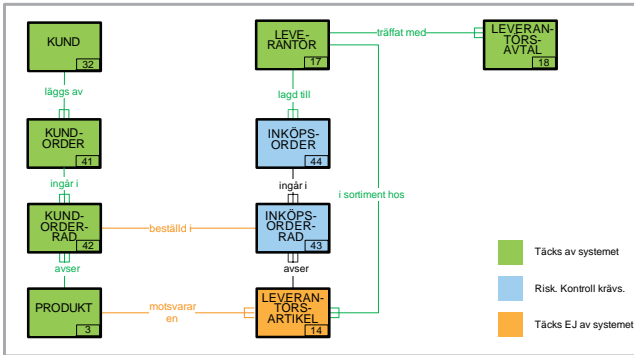 KUND
32
LEVE-
RANTÖR
17
träffat med
LEVERAN-
TÖRS-
AVTAL
18
läggs av
lagd till
KUND-
ORDER
41
INKÖPS-
ORDER
44
ingår i
ingår i
i sortiment hos
KUND-
ORDER-
RAD
42
beställd i
INKÖPS-
ORDER-
RAD
43
avser
avser
PRODUKT
3
motsvarar
en
LEVERAN-
TÖRS-
ARTIKEL
14
Täcks av systemet
Risk. Kontroll krävs.
Täcks EJ av systemet